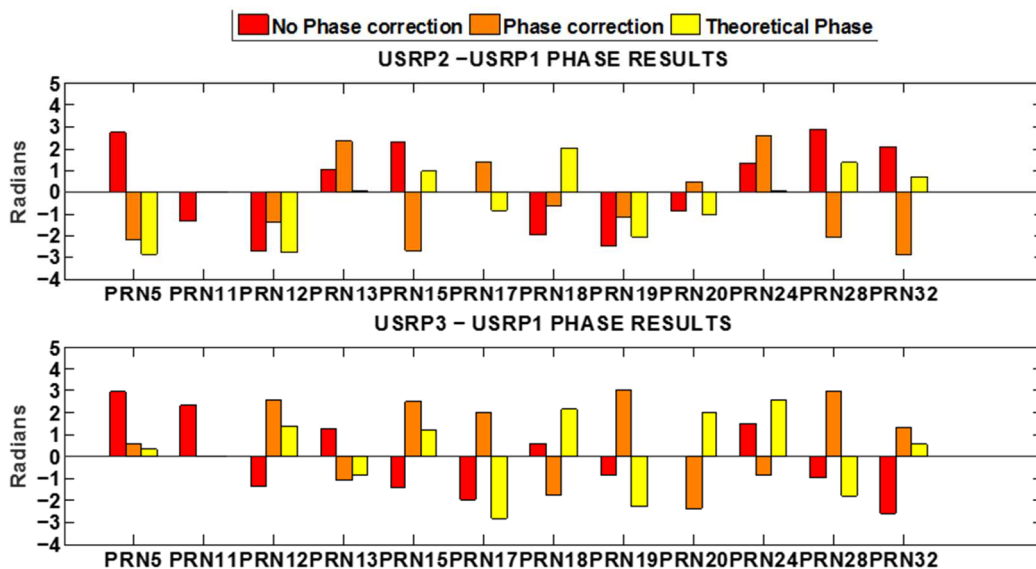 No Phase correction Phase correction Theoretical Phase
USRP2 −USRP1 PHASE RESULTS
5
4
3
2
1
0
−1
−2
−3
−4
Radians
PRN5 PRN11 PRN12 PRN13 PRN15 PRN17 PRN18 PRN19 PRN20 PRN24 PRN28 PRN32
USRP3 − USRP1 PHASE RESULTS
5
4
3
2
1
0
−1
−2
−3
−4
Radians
PRN5 PRN11 PRN12 PRN13 PRN15 PRN17 PRN18 PRN19 PRN20 PRN24 PRN28 PRN32